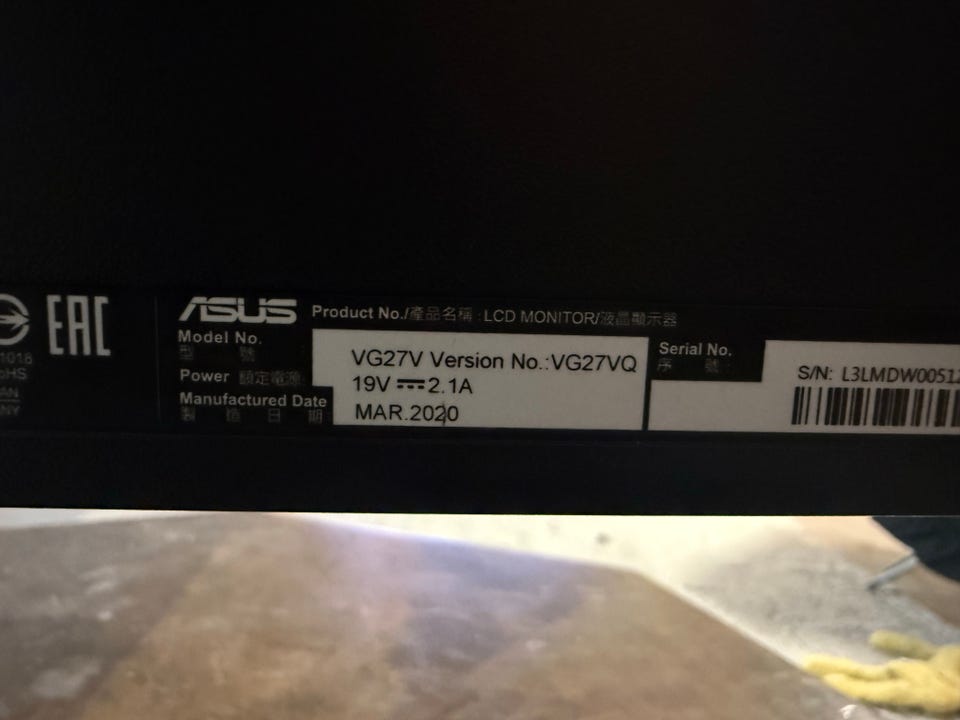 EAC
ASUS Product No./產品名稱 :LCD MONITOR/液晶顯示器
Model No.
型 號
VG27V Version No.:VG27VQ
Power 額定電源:
19V 2.1A
Manufactured Date
製 造 日 期
MAR.2020
Serial No.
序 號:
S/N: L3LMDW00512
1018